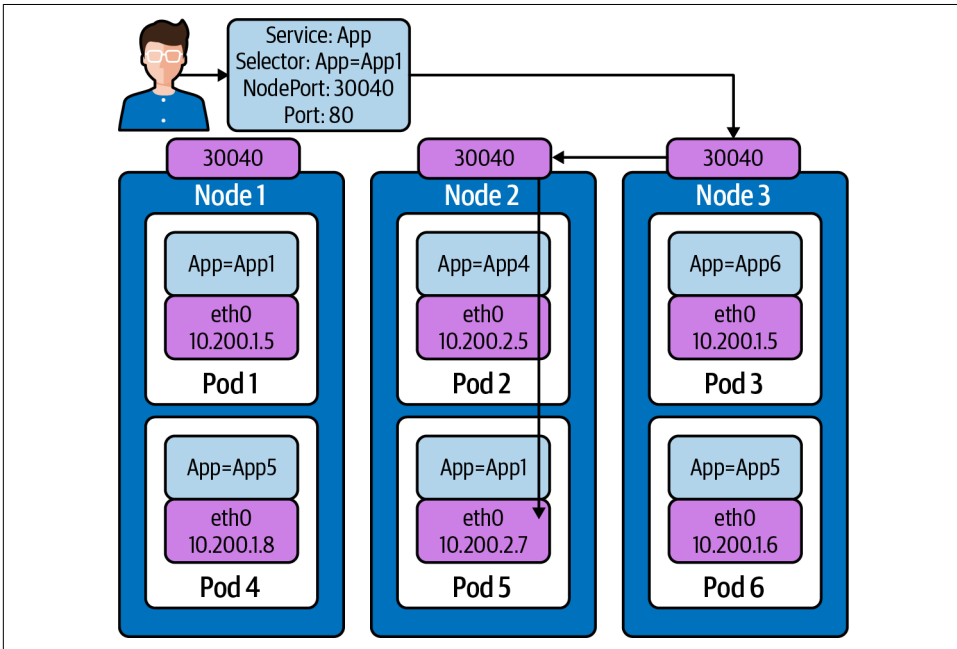 Service: App
Selector: App=App1
NodePort: 30040
Port: 80
30040
30040
30040
Node 1
Node 2
Node 3
App=App1
eth0
10.200.1.5
Pod 1
App=App4
eth0
10.200.2.5
Pod 2
App=App6
eth0
10.200.1.5
Pod 3
App=App5
eth0
10.200.1.8
Pod 4
App=App1
eth0
10.200.2.7
Pod 5
App=App5
eth0
10.200.1.6
Pod 6